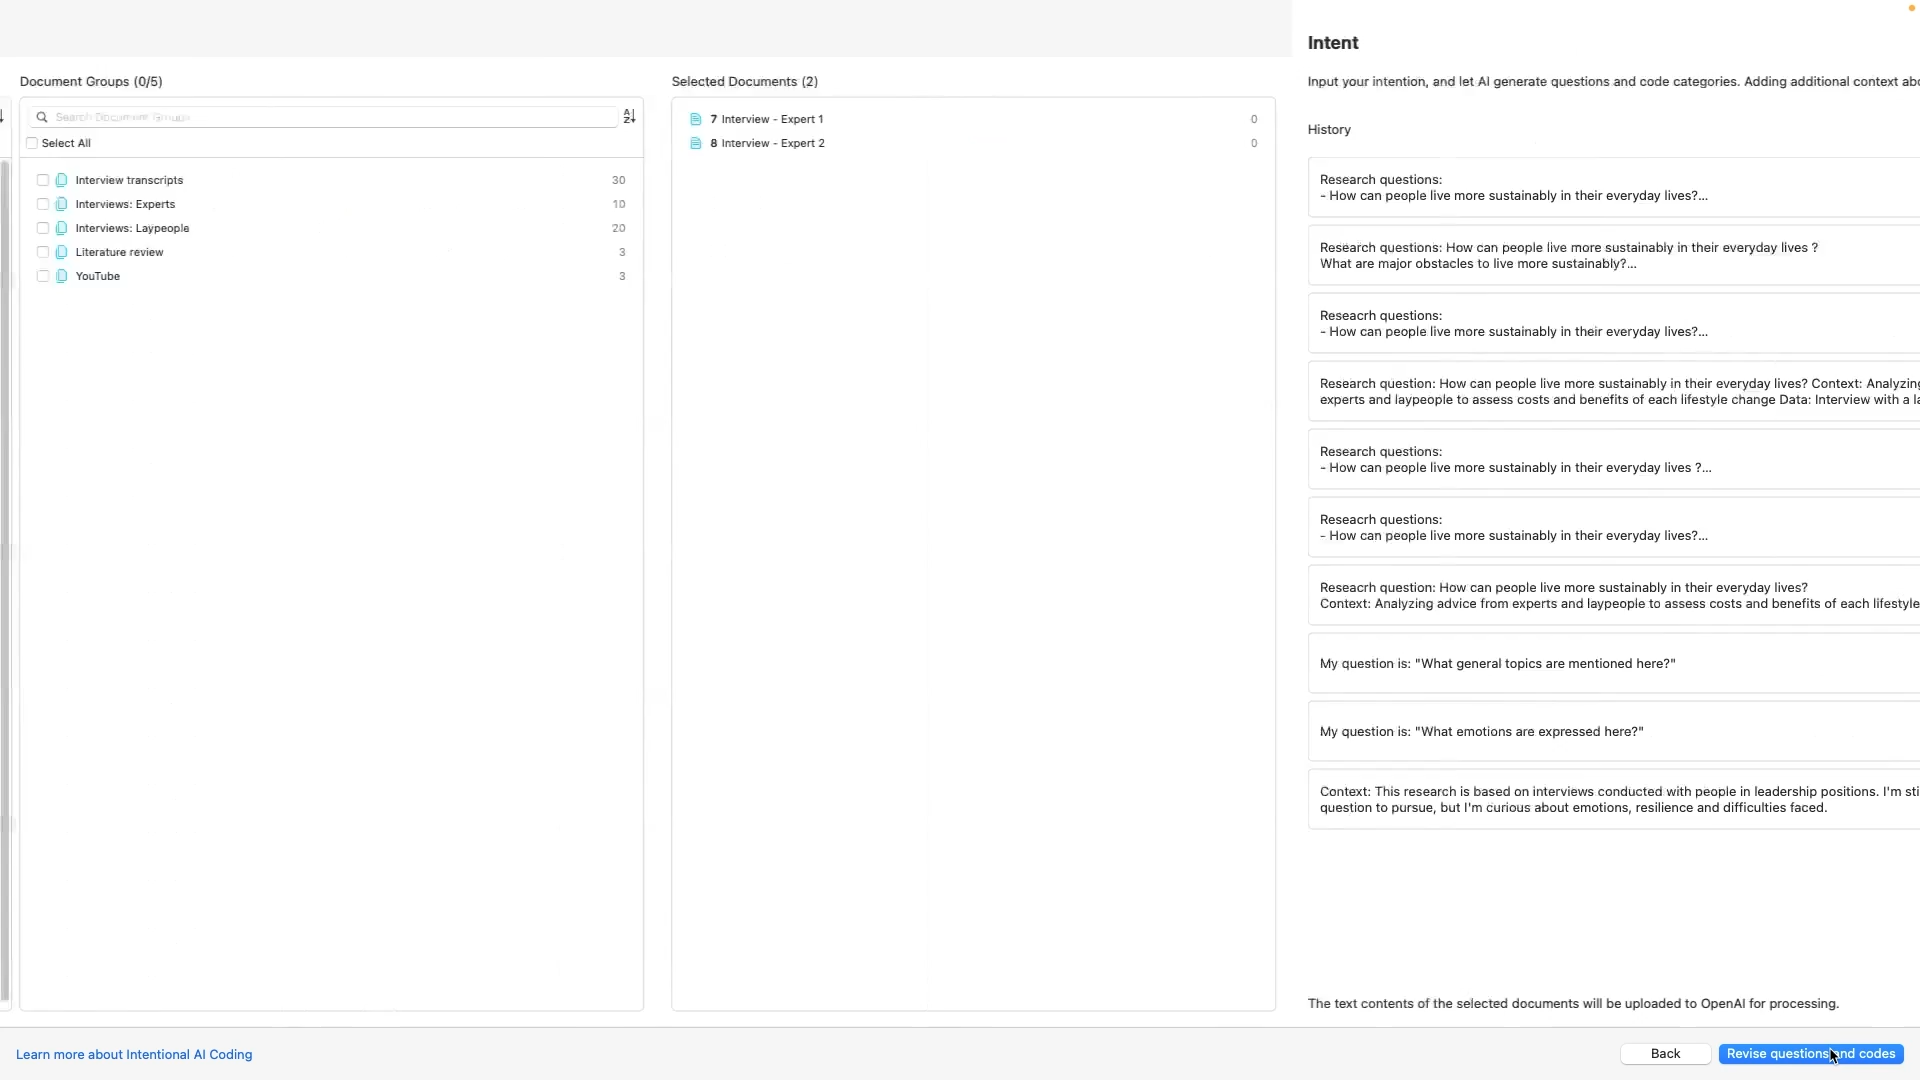 Document Groups (0/5)
Search Document Groups
Select All
Interview transcripts 30
Interviews: Experts 10
Interviews: Laypeople 20
Literature review 3
YouTube 3
Selected Documents (2)
7 Interview - Expert 1 0
8 Interview - Expert 2 0
Intent
Input your intention, and let AI generate questions and code categories. Adding additional context abo
History
Research questions:
- How can people live more sustainably in their everyday lives?...
Research questions: How can people live more sustainably in their everyday lives ?
What are major obstacles to live more sustainably?...
Reseacrh questions:
- How can people live more sustainably in their everyday lives?...
Research question: How can people live more sustainably in their everyday lives? Context: Analyzing
experts and laypeople to assess costs and benefits of each lifestyle change Data: Interview with a la
Research questions:
- How can people live more sustainably in their everyday lives ?...
Reseacrh questions:
- How can people live more sustainably in their everyday lives?...
Reseacrh question: How can people live more sustainably in their everyday lives?
Context: Analyzing advice from experts and laypeople to assess costs and benefits of each lifestyle
My question is: "What general topics are mentioned here?"
My question is: "What emotions are expressed here?"
Context: This research is based on interviews conducted with people in leadership positions. I'm sti
question to pursue, but I'm curious about emotions, resilience and difficulties faced.
The text contents of the selected documents will be uploaded to OpenAI for processing.
Learn more about Intentional AI Coding
Back
Revise questions and codes